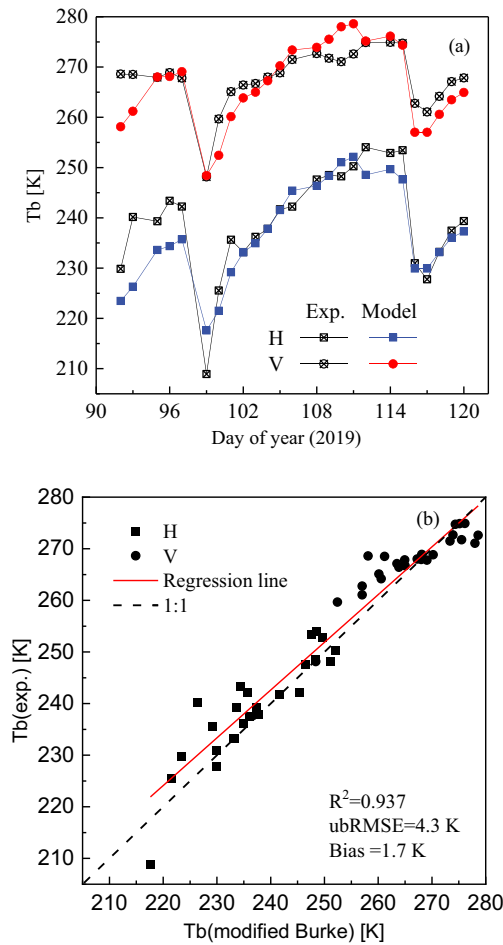 (a)
Tb [K]
280
270
260
250
240
230
220
210
Exp. Model
H
V
90 96 102 108 114 120
Day of year (2019)
(b)
Tb(exp.) [K]
280
270
260
250
240
230
220
210
H
V
Regression line
1:1
R²=0.937
ubRMSE=4.3 K
Bias =1.7 K
210 220 230 240 250 260 270 280
Tb(modified Burke) [K]